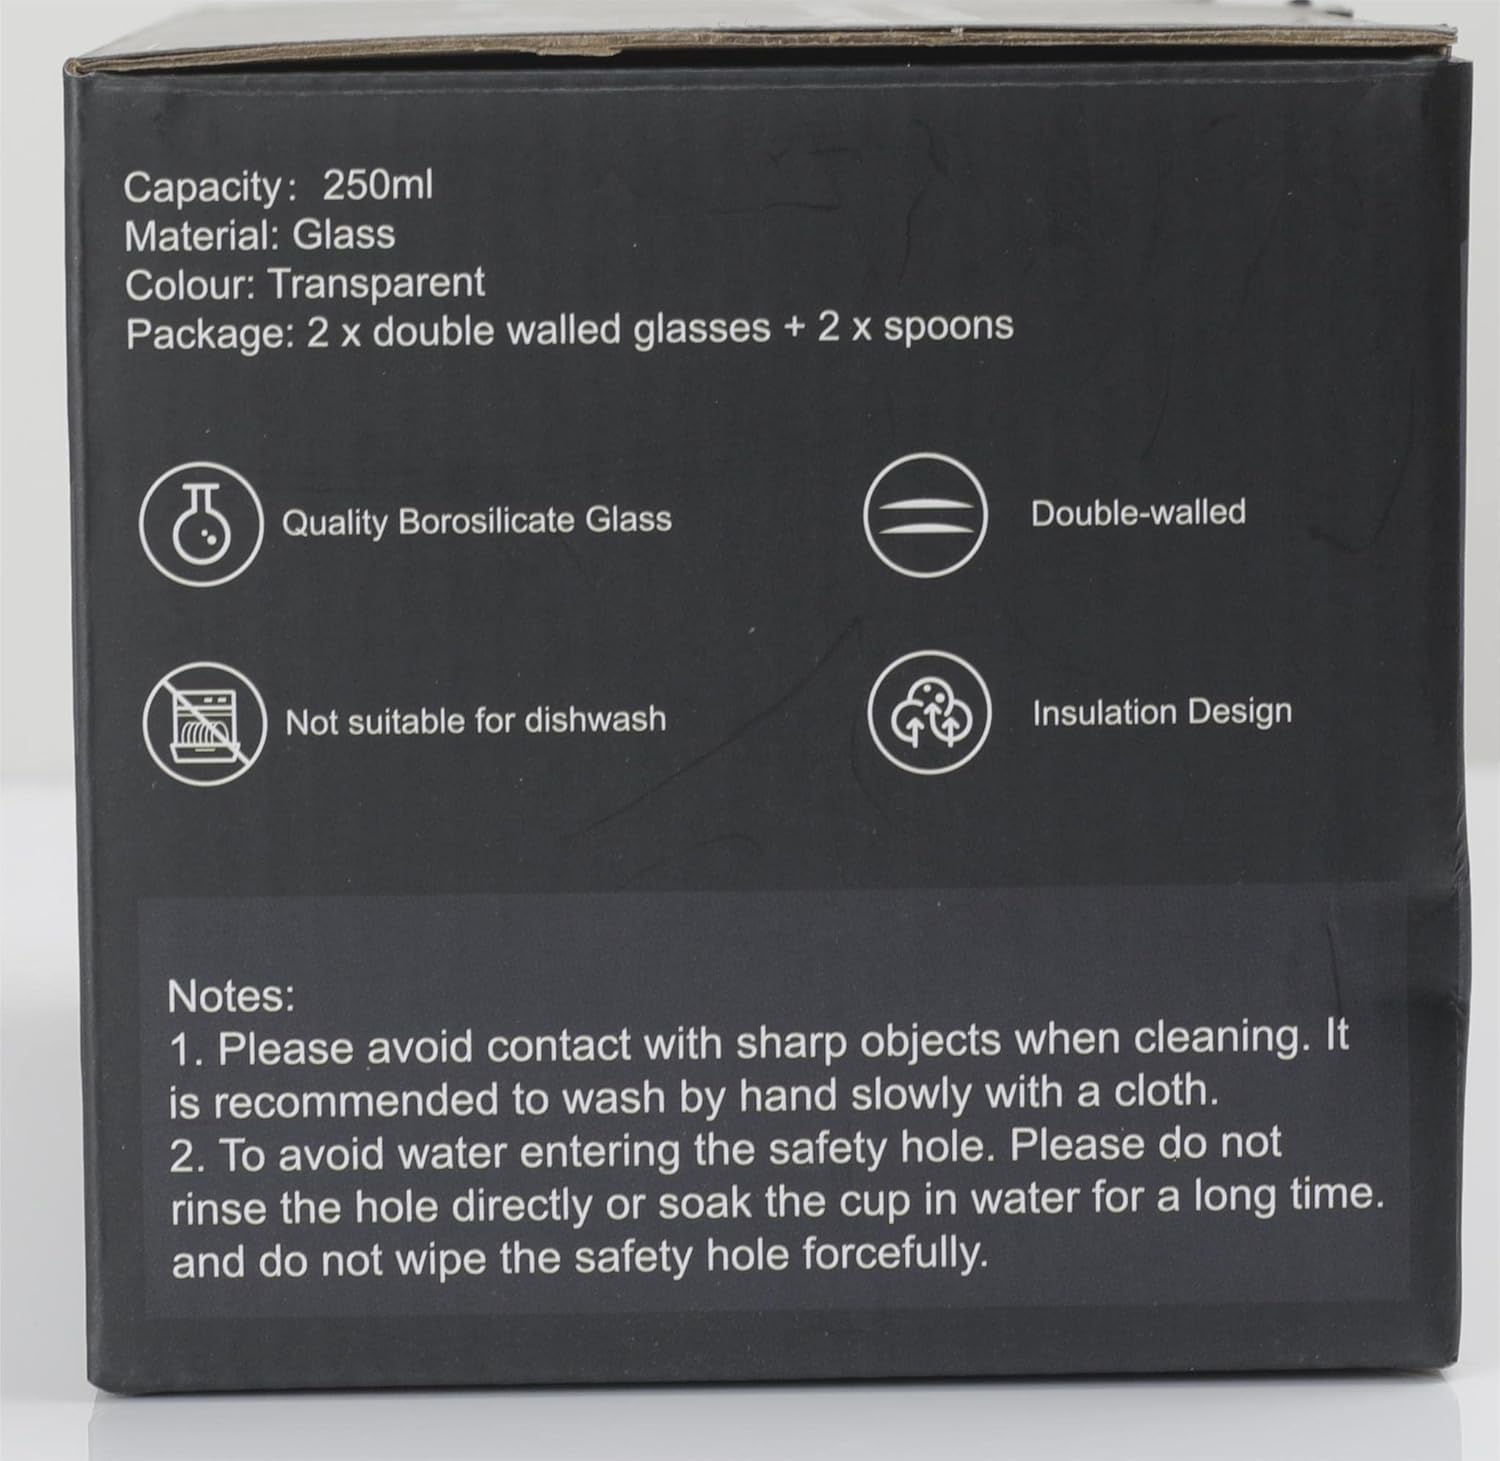 Capacity: 250ml
Material: Glass
Colour: Transparent
Package: 2 x double walled glasses + 2 x spoons
Quality Borosilicate Glass
Double-walled
Not suitable for dishwash
Insulation Design
Notes:
1. Please avoid contact with sharp objects when cleaning. It
is recommended to wash by hand slowly with a cloth.
2. To avoid water entering the safety hole. Please do not
rinse the hole directly or soak the cup in water for a long time.
and do not wipe the safety hole forcefully.